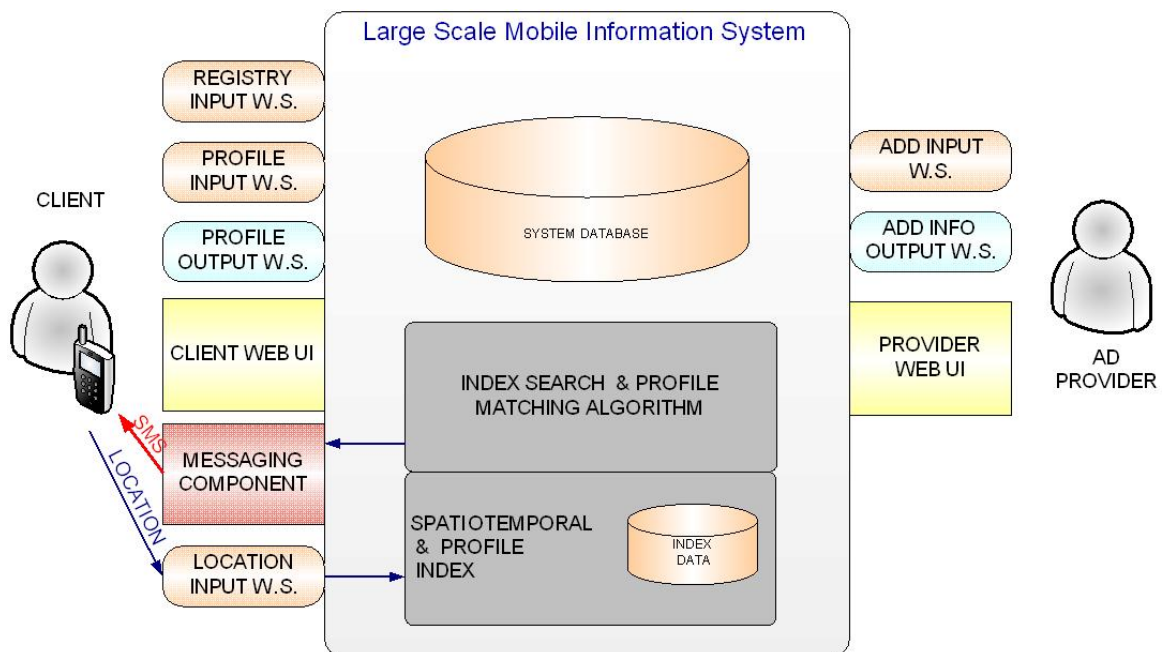 Large Scale Mobile Information System
REGISTRY
INPUT W.S.
PROFILE
INPUT W.S.
CLIENT
PROFILE
OUTPUT W.S.
CLIENT WEB UI
SMS
LOCATION
MESSAGING
COMPONENT
LOCATION
INPUT W.S.
SYSTEM DATABASE
INDEX SEARCH & PROFILE
MATCHING ALGORITHM
SPATIOTEMPORAL
& PROFILE
INDEX
INDEX
DATA
ADD INPUT
W.S.
ADD INFO
OUTPUT W.S.
PROVIDER
WEB UI
AD
PROVIDER